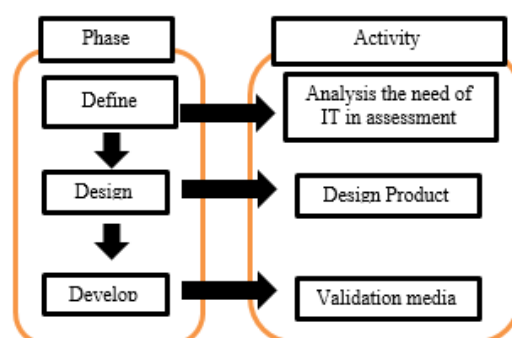 Phase
Activity
Define
Analysis the need of
IT in assessment
Design
Design Product
Develop
Validation media